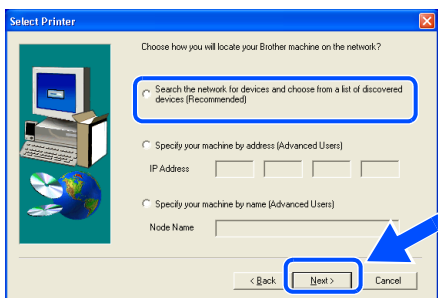 Select Printer
Choose how you will locate your Brother machine on the network?
Search the network for devices and choose from a list of discovered
devices (Recommended)
Specify your machine by address (Advanced Users)
IP Address
Specify your machine by name (Advanced Users)
Node Name
< Back
Next >
Cancel